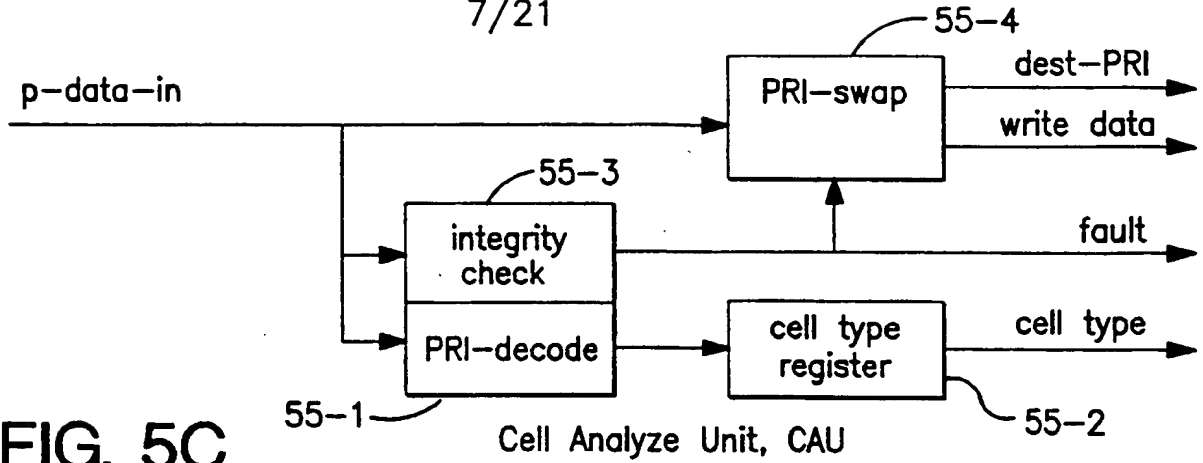 7/21
55-4
p-data-in
PRI-swap
dest-PRI
write data
55-3
integrity
check
fault
PRI-decode
cell type
register
cell type
55-1
55-2
FIG. 5C
Cell Analyze Unit, CAU